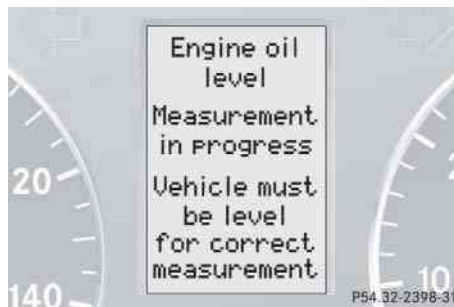 Engine oil
level
Measurement
in progress
Vehicle must
be level
for correct
measurement
20
140
10
P54.32-2398-31